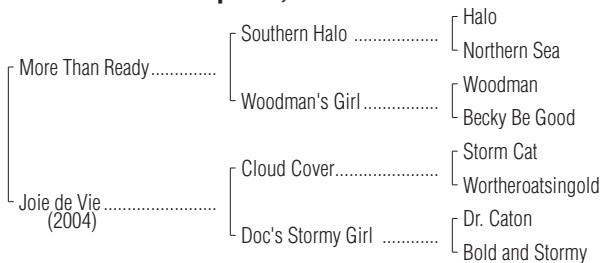 Halo
Southern Halo ..................
Northern Sea
More Than Ready.............
Woodman
Woodman's Girl ................
Becky Be Good
Storm Cat
Cloud Cover......................
Wortheroatsingold
Joie de Vie ......................
(2004)
Dr. Caton
Doc's Stormy Girl ............
Bold and Stormy